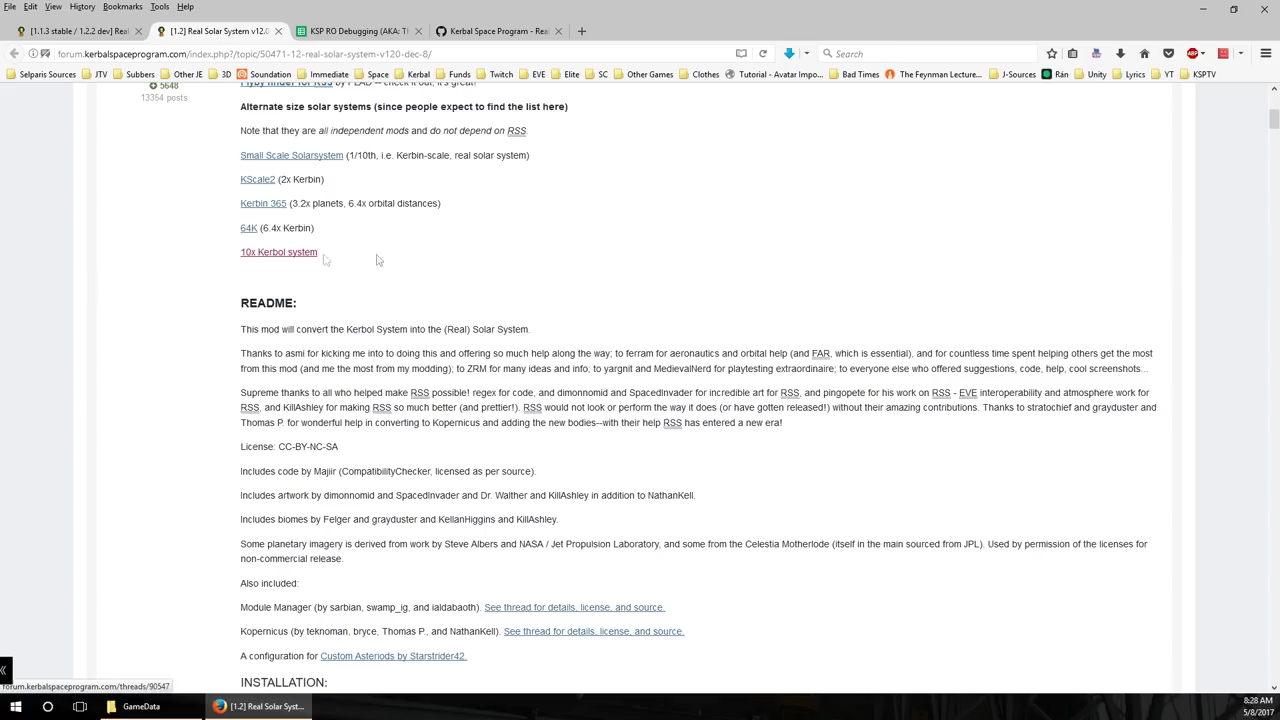 File Edit View History Bookmarks Tools Help
[1.1.3 stable / 1.2.2 dev] Real
[1.2] Real Solar System v12.0
KSP RO Debugging (AKA: Th
Kerbal Space Program - Rea
forum.kerbalspaceprogram.com/index.php?/topic/50471-12-real-solar-system-v120-dec-8/
Search
Selparis Sources JTV Subbers Other JE 3D Soundation Immediate Space Kerbal Funds Twitch EVE Elite SC Other Games Clothes Tutorial - Avatar Impo... Bad Times The Feynman Lecture... J-Sources Rán Unity Lyrics YT KSPTV
5648
13354 posts
Flyby finder for RSS by PLAD -- check it out, it's great!
Alternate size solar systems (since people expect to find the list here)
Note that they are all independent mods and do not depend on RSS.
Small Scale Solarsystem (1/10th, i.e. Kerbin-scale, real solar system)
KScale2 (2x Kerbin)
Kerbin 365 (3.2x planets, 6.4x orbital distances)
64K (6.4x Kerbin)
10x Kerbol system
README:
This mod will convert the Kerbol System into the (Real) Solar System.
Thanks to asmi for kicking me into to doing this and offering so much help along the way; to ferram for aeronautics and orbital help (and FAR, which is essential), and for countless time spent helping others get the most
from this mod (and me the most from my modding); to ZRM for many ideas and info; to yargnit and MedievalNerd for playtesting extraordinaire; to everyone else who offered suggestions, code, help, cool screenshots...
Supreme thanks to all who helped make RSS possible! regex for code, and dimonnomid and SpacedInvader for incredible art for RSS, and pingopete for his work on RSS - EVE interoperability and atmosphere work for
RSS, and KillAshley for making RSS so much better (and prettier!). RSS would not look or perform the way it does (or have gotten released!) without their amazing contributions. Thanks to stratochief and grayduster and
Thomas P. for wonderful help in converting to Kopernicus and adding the new bodies--with their help RSS has entered a new era!
License: CC-BY-NC-SA
Includes code by Majiir (CompatibilityChecker, licensed as per source).
Includes artwork by dimonnomid and SpacedInvader and Dr. Walther and KillAshley in addition to NathanKell.
Includes biomes by Felger and grayduster and KellanHiggins and KillAshley.
Some planetary imagery is derived from work by Steve Albers and NASA / Jet Propulsion Laboratory, and some from the Celestia Motherlode (itself in the main sourced from JPL). Used by permission of the licenses for
non-commercial release.
Also included:
Module Manager (by sarbian, swamp_ig, and ialdabaoth). See thread for details, license, and source.
Kopernicus (by teknoman, bryce, Thomas P., and NathanKell). See thread for details, license, and source.
A configuration for Custom Asteriods by Starstrider42.
INSTALLATION:
forum.kerbalspaceprogram.com/threads/90547
GameData
[1.2] Real Solar Syst...
8:28 AM
5/8/2017